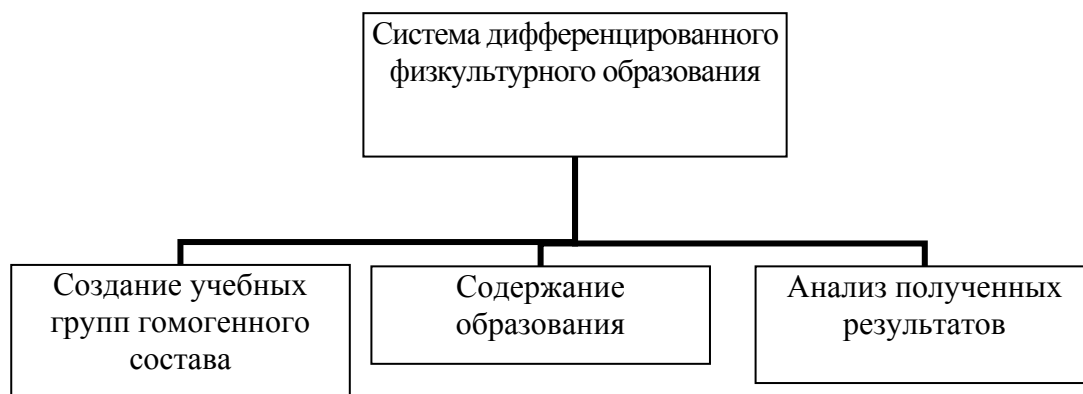 Система дифференцированного
физкультурного образования
Создание учебных
групп гомогенного
состава
Содержание
образования
Анализ полученных
результатов